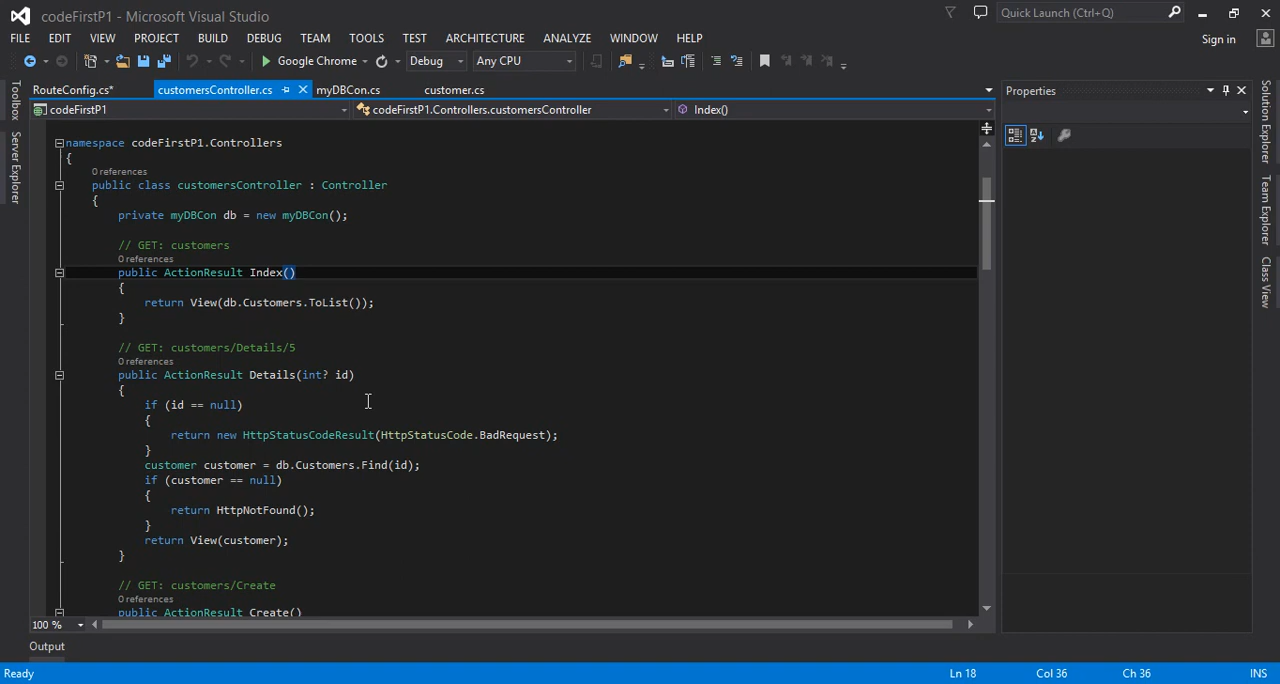 codeFirstP1 - Microsoft Visual Studio
Quick Launch (Ctrl+Q)
FILE EDIT VIEW PROJECT BUILD DEBUG TEAM TOOLS TEST ARCHITECTURE ANALYZE WINDOW HELP
Sign in
Google Chrome Debug Any CPU
Toolbox
Server Explorer
RouteConfig.cs* customersController.cs myDBCon.cs customer.cs
codeFirstP1 codeFirstP1.Controllers.customersController Index()
namespace codeFirstP1.Controllers
{
0 references
public class customersController : Controller
{
private myDBCon db = new myDBCon();
// GET: customers
0 references
public ActionResult Index()
{
return View(db.Customers.ToList());
}
// GET: customers/Details/5
0 references
public ActionResult Details(int? id)
{
if (id == null)
{
return new HttpStatusCodeResult(HttpStatusCode.BadRequest);
}
customer customer = db.Customers.Find(id);
if (customer == null)
{
return HttpNotFound();
}
return View(customer);
}
// GET: customers/Create
0 references
public ActionResult Create()
100 %
Output
Properties
Solution Explorer
Team Explorer
Class View
Ready Ln 18 Col 36 Ch 36 INS